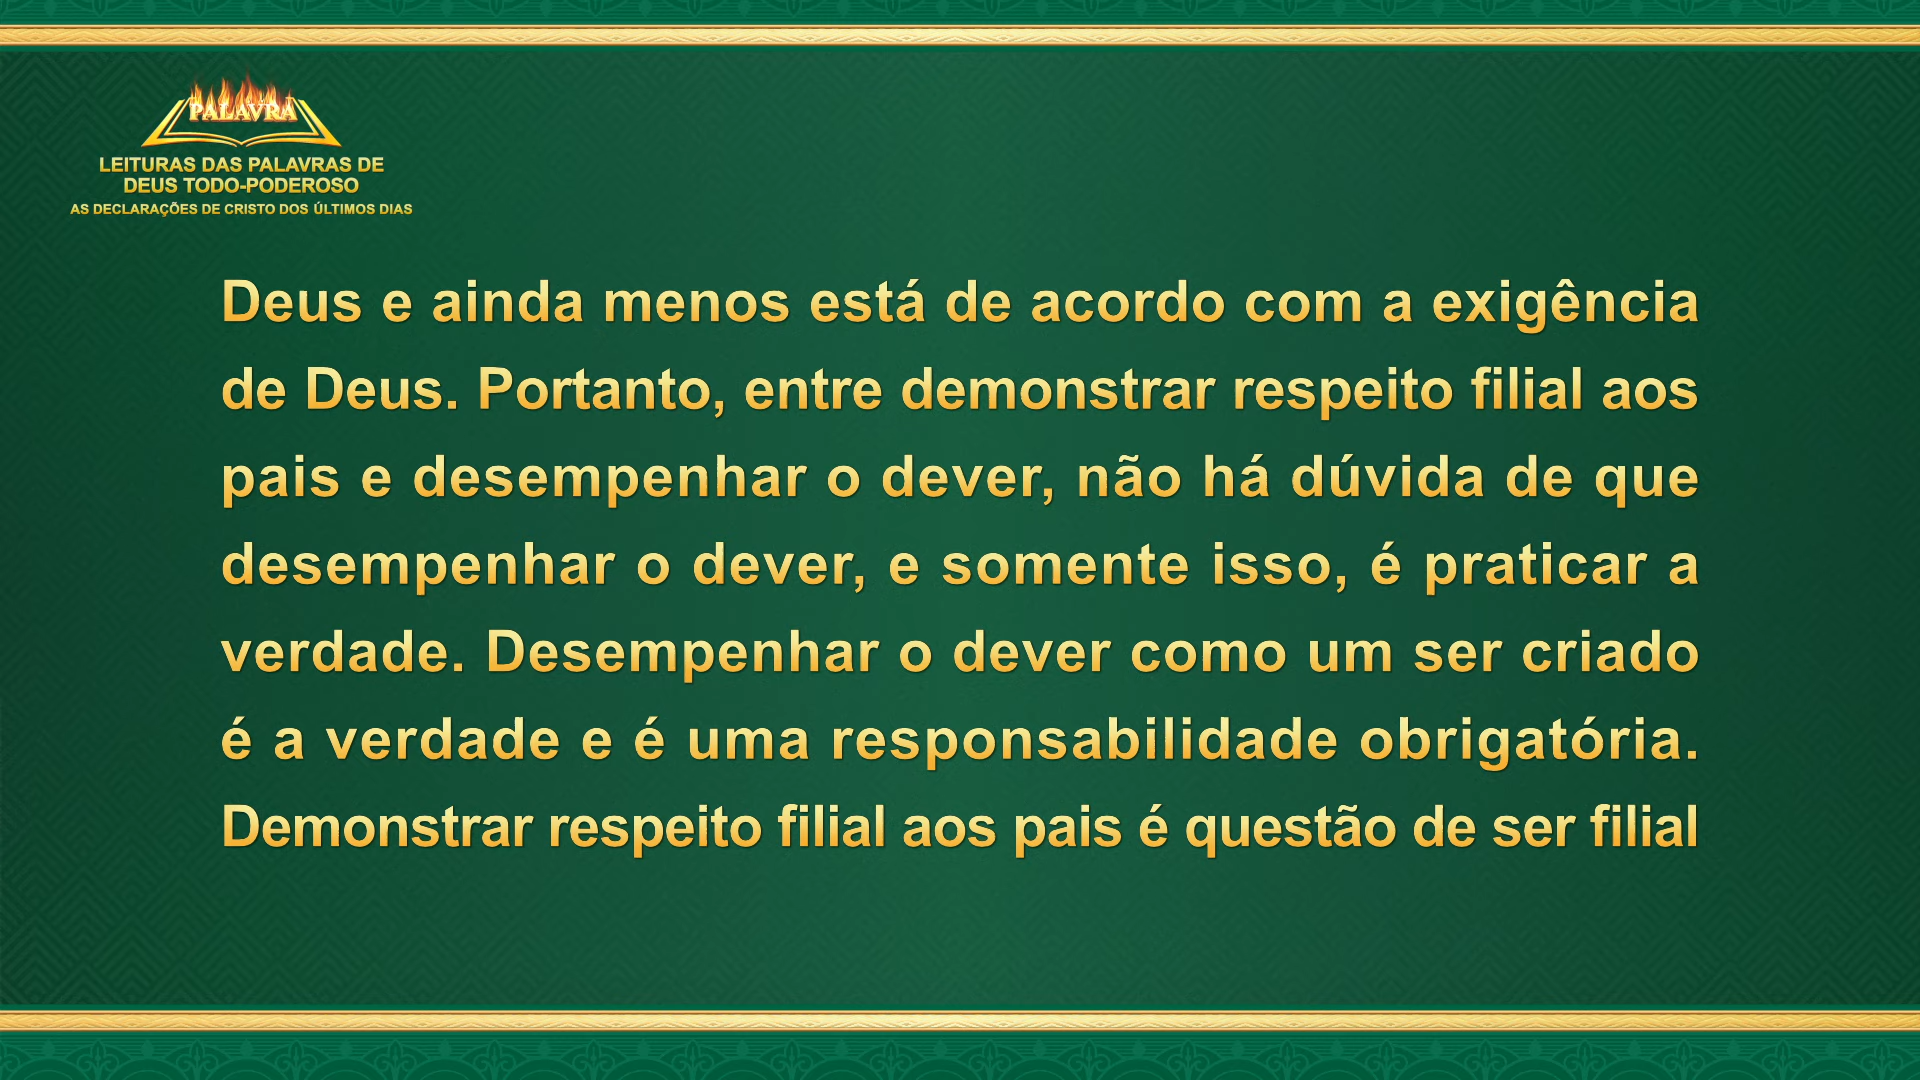 PALAVRA
LEITURAS DAS PALAVRAS DE
DEUS TODO-PODEROSO
AS DECLARAÇÕES DE CRISTO DOS ÚLTIMOS DIAS
Deus e ainda menos está de acordo com a exigência
de Deus. Portanto, entre demonstrar respeito filial aos
pais e desempenhar o dever, não há dúvida de que
desempenhar o dever, e somente isso, é praticar a
verdade. Desempenhar o dever como um ser criado
é a verdade e é uma responsabilidade obrigatória.
Demonstrar respeito filial aos pais é questão de ser filial